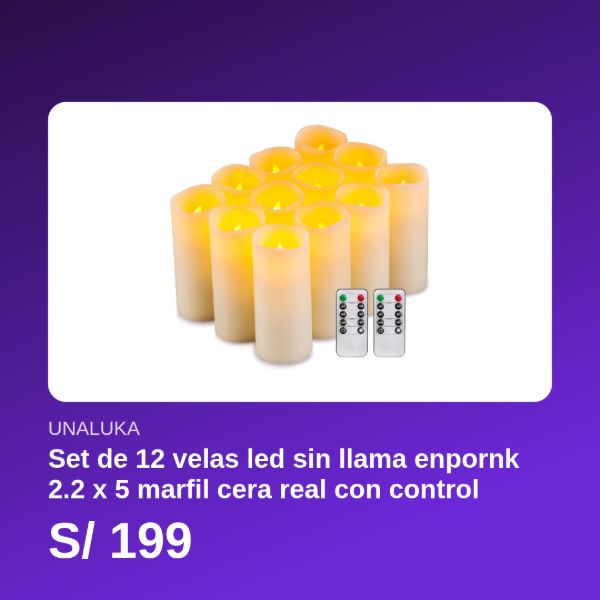 UNALUKA
Set de 12 velas led sin llama enpornk
2.2 x 5 marfil cera real con control
S/ 199